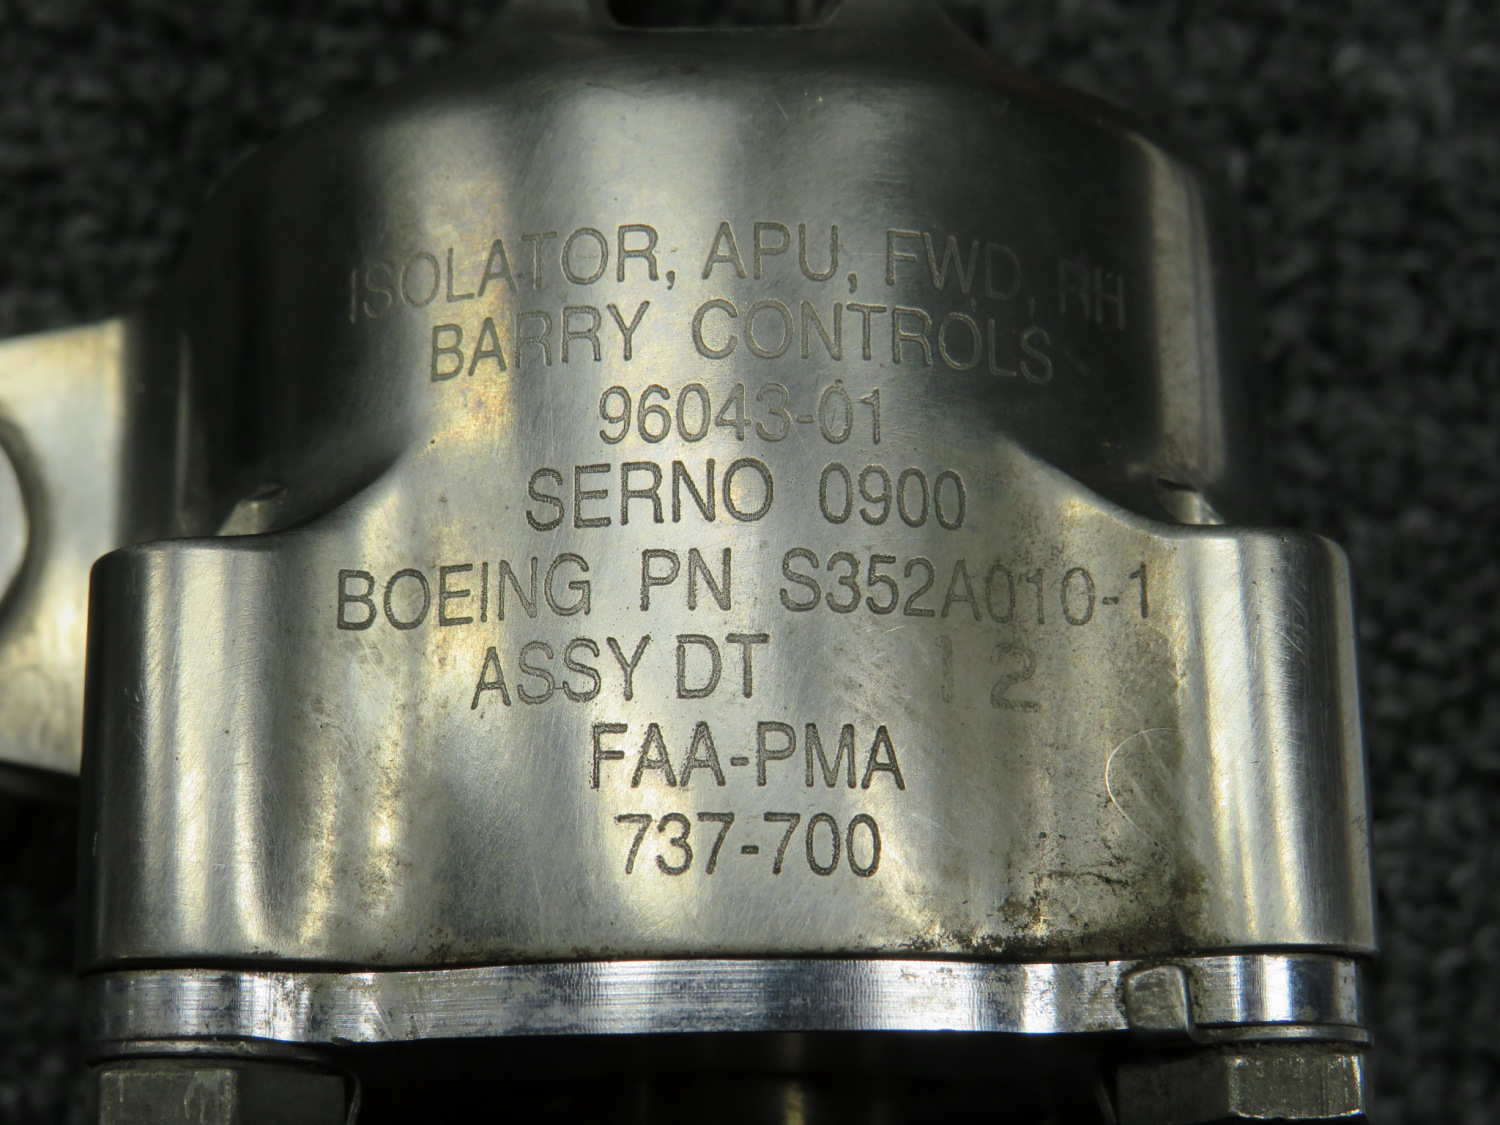 ISOLATOR, APU, FWD, RH
BARRY CONTROLS
96043-01
SERNO 0900
BOEING PN S352A010-1
ASSY DT 12
FAA-PMA
737-700